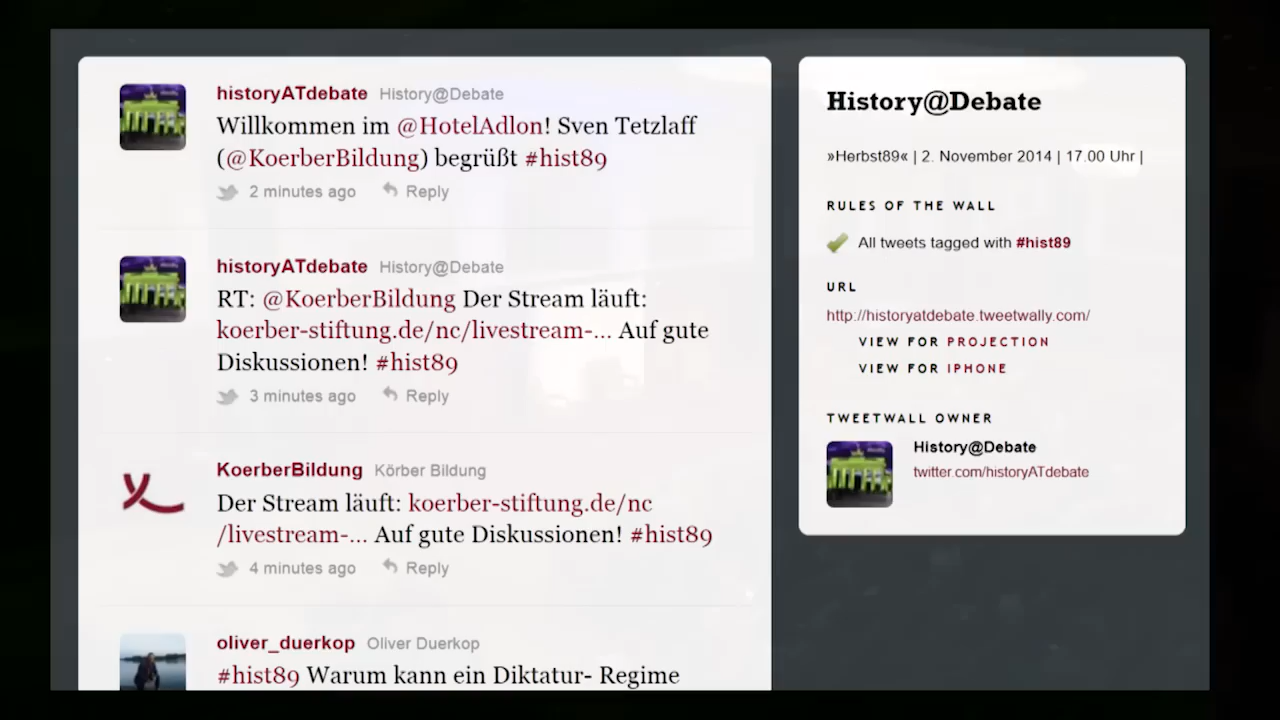 historyATdebate History@Debate
Willkommen im @HotelAdlon! Sven Tetzlaff
(@KoerberBildung) begrüßt #hist89
2 minutes ago Reply
historyATdebate History@Debate
RT: @KoerberBildung Der Stream läuft:
koerber-stiftung.de/nc/livestream-... Auf gute
Diskussionen! #hist89
3 minutes ago Reply
KoerberBildung Körber Bildung
Der Stream läuft: koerber-stiftung.de/nc
/livestream-... Auf gute Diskussionen! #hist89
4 minutes ago Reply
oliver_duerkop Oliver Duerkop
#hist89 Warum kann ein Diktatur- Regime
History@Debate
»Herbst89« | 2. November 2014 | 17.00 Uhr |
RULES OF THE WALL
All tweets tagged with #hist89
URL
http://historyatdebate.tweetwally.com/
VIEW FOR PROJECTION
VIEW FOR IPHONE
TWEETWALL OWNER
History@Debate
twitter.com/historyATdebate